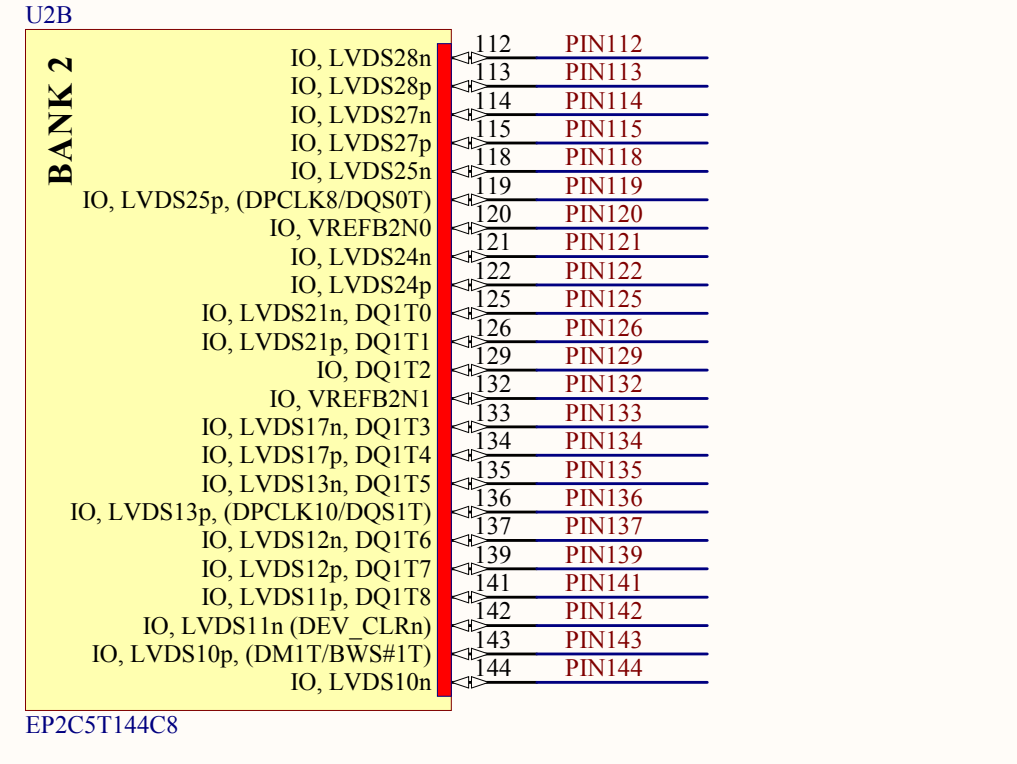 U2B
BANK 2
IO, LVDS28n 112 PIN112
IO, LVDS28p 113 PIN113
IO, LVDS27n 114 PIN114
IO, LVDS27p 115 PIN115
IO, LVDS25n 118 PIN118
IO, LVDS25p, (DPCLK8/DQS0T) 119 PIN119
IO, VREFB2N0 120 PIN120
IO, LVDS24n 121 PIN121
IO, LVDS24p 122 PIN122
IO, LVDS21n, DQ1T0 125 PIN125
IO, LVDS21p, DQ1T1 126 PIN126
IO, DQ1T2 129 PIN129
IO, VREFB2N1 132 PIN132
IO, LVDS17n, DQ1T3 133 PIN133
IO, LVDS17p, DQ1T4 134 PIN134
IO, LVDS13n, DQ1T5 135 PIN135
IO, LVDS13p, (DPCLK10/DQS1T) 136 PIN136
IO, LVDS12n, DQ1T6 137 PIN137
IO, LVDS12p, DQ1T7 139 PIN139
IO, LVDS11p, DQ1T8 141 PIN141
IO, LVDS11n (DEV_CLRn) 142 PIN142
IO, LVDS10p, (DM1T/BWS#1T) 143 PIN143
IO, LVDS10n 144 PIN144
EP2C5T144C8